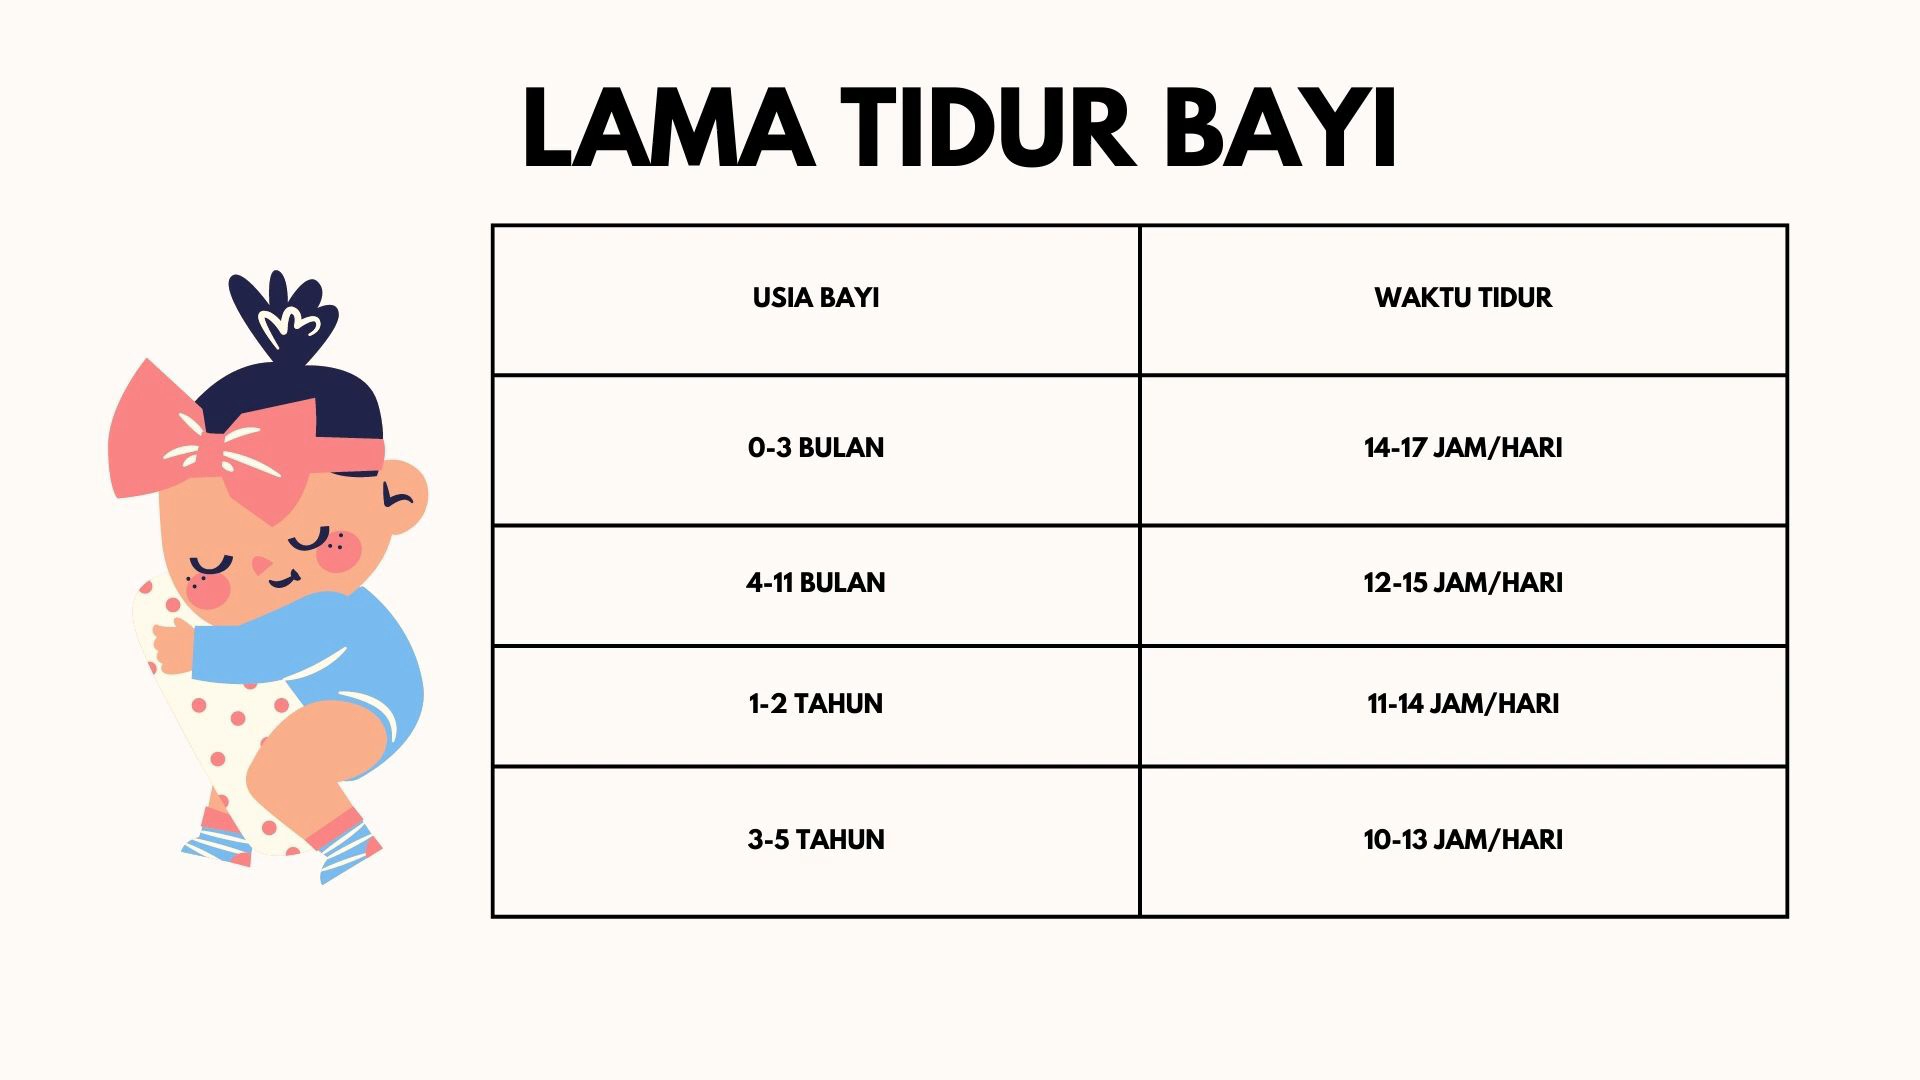 LAMA TIDUR BAYI
USIA BAYI
WAKTU TIDUR
0-3 BULAN
14-17 JAM/HARI
4-11 BULAN
12-15 JAM/HARI
1-2 TAHUN
11-14 JAM/HARI
3-5 TAHUN
10-13 JAM/HARI